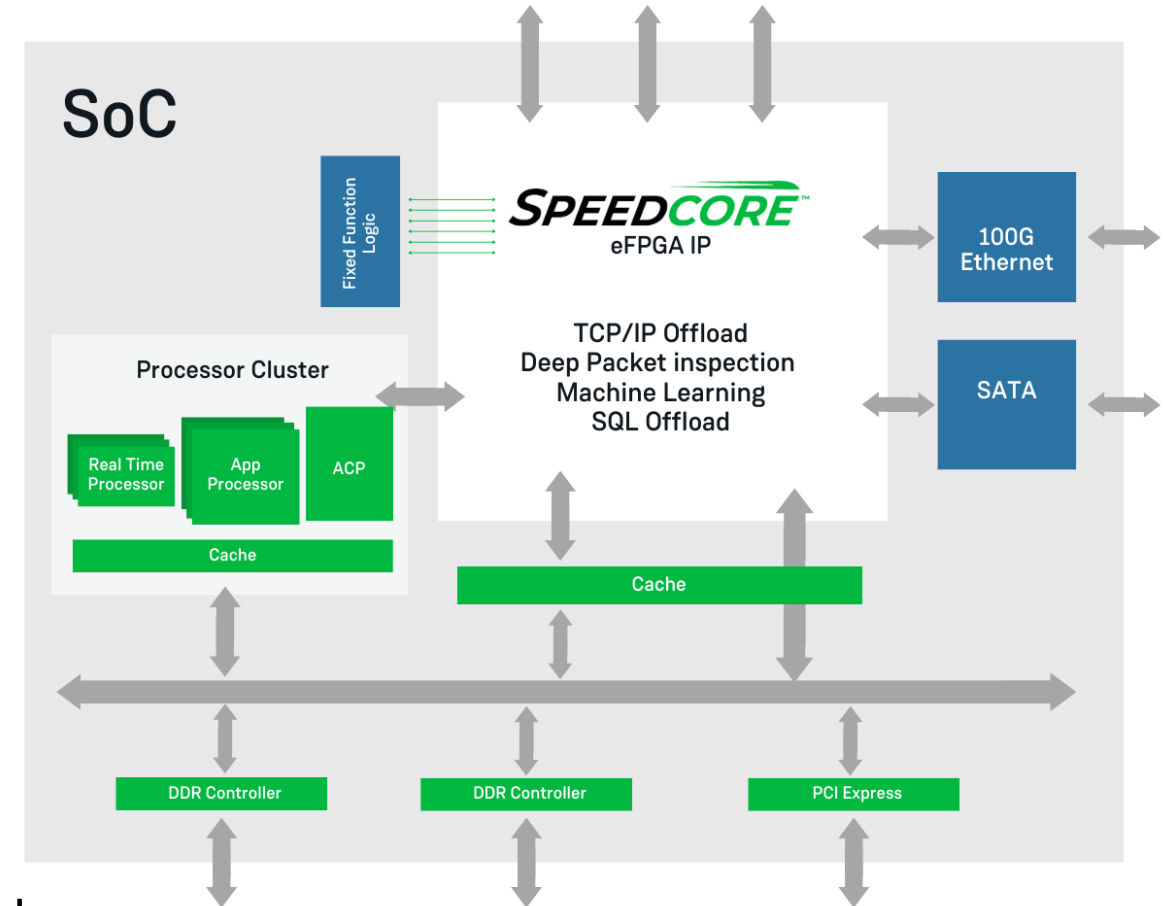 SoC
SPEEDCORE™
eFPGA IP
Fixed Function
Logic
100G
Ethernet
TCP/IP Offload
Deep Packet inspection
Machine Learning
SQL Offload
SATA
Processor Cluster
Real Time
Processor
App
Processor
ACP
Cache
Cache
DDR Controller
DDR Controller
PCI Express